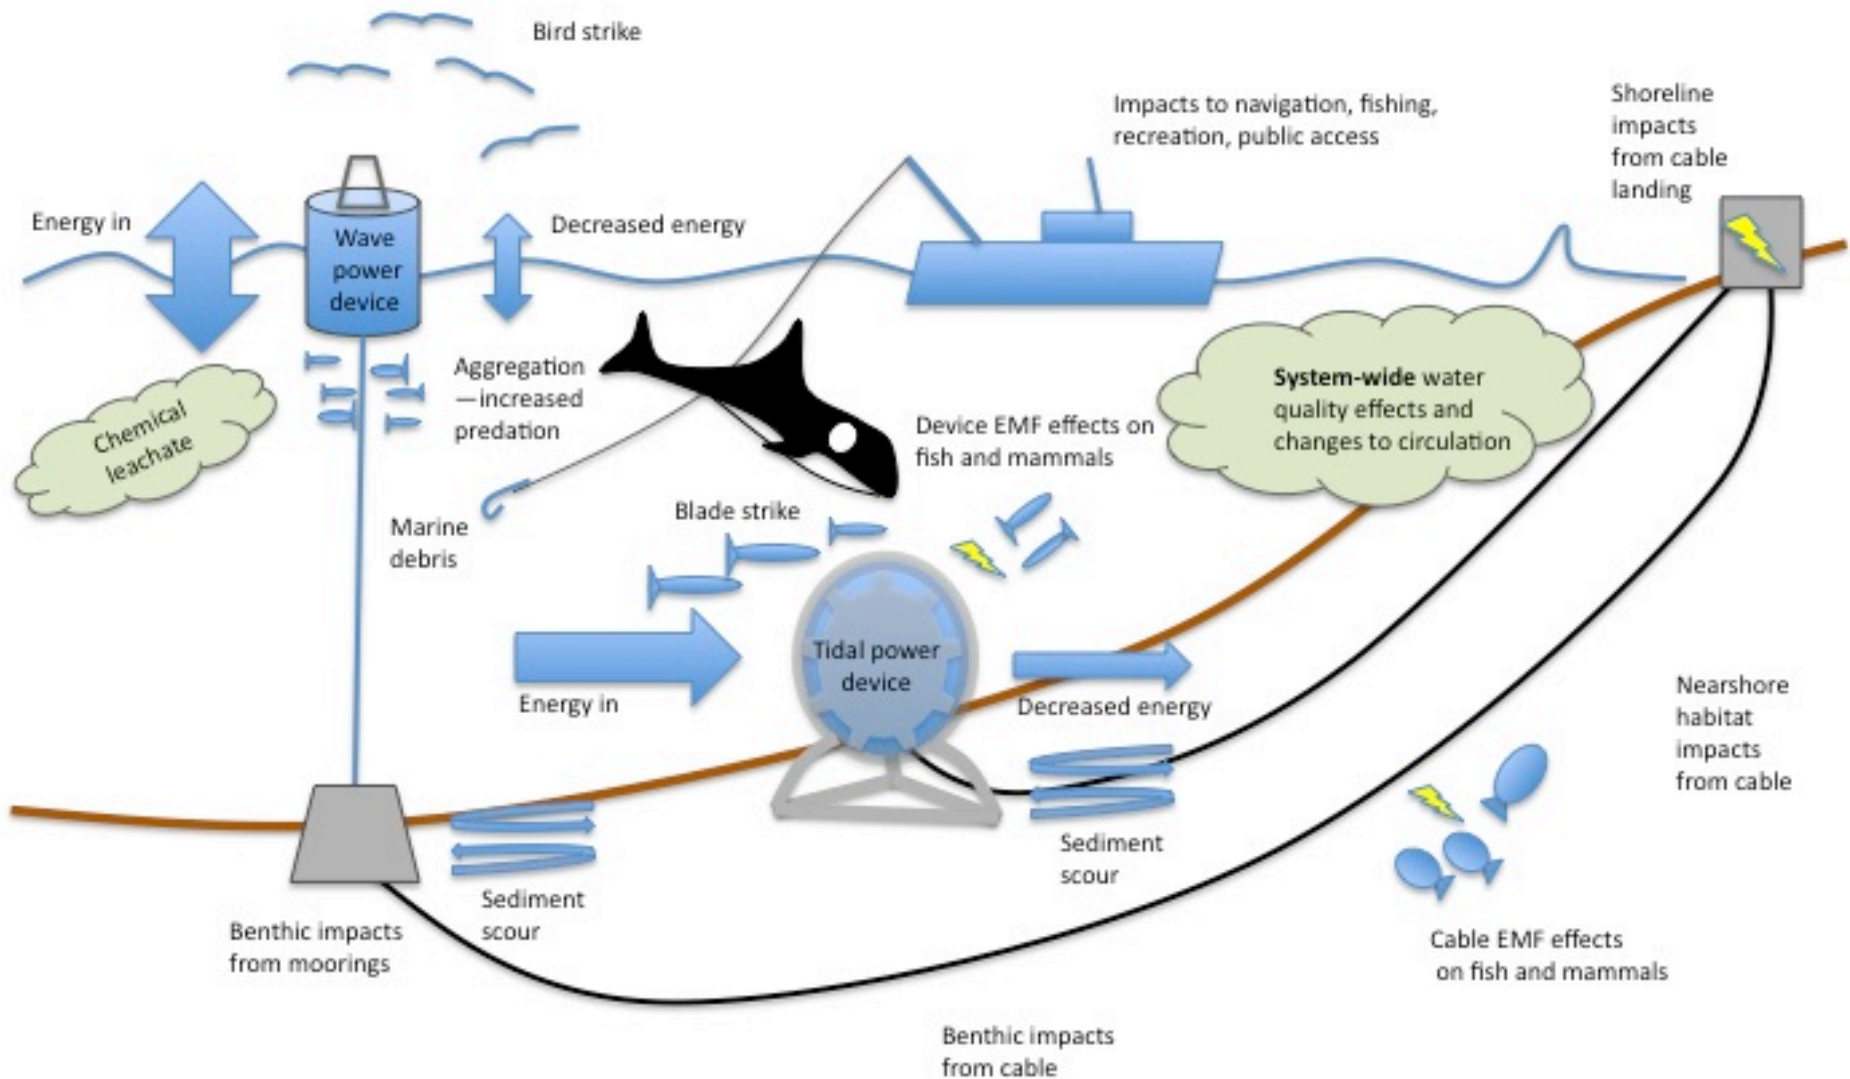 Bird strike
Impacts to navigation, fishing,
recreation, public access
Shoreline
impacts
from cable
landing
Energy in
Wave
power
device
Decreased energy
Aggregation
—increased
predation
Chemical
leachate
System-wide water
quality effects and
changes to circulation
Device EMF effects on
fish and mammals
Marine
debris
Blade strike
Tidal power
device
Energy in
Decreased energy
Nearshore
habitat
impacts
from cable
Sediment
scour
Sediment
scour
Benthic impacts
from moorings
Cable EMF effects
on fish and mammals
Benthic impacts
from cable